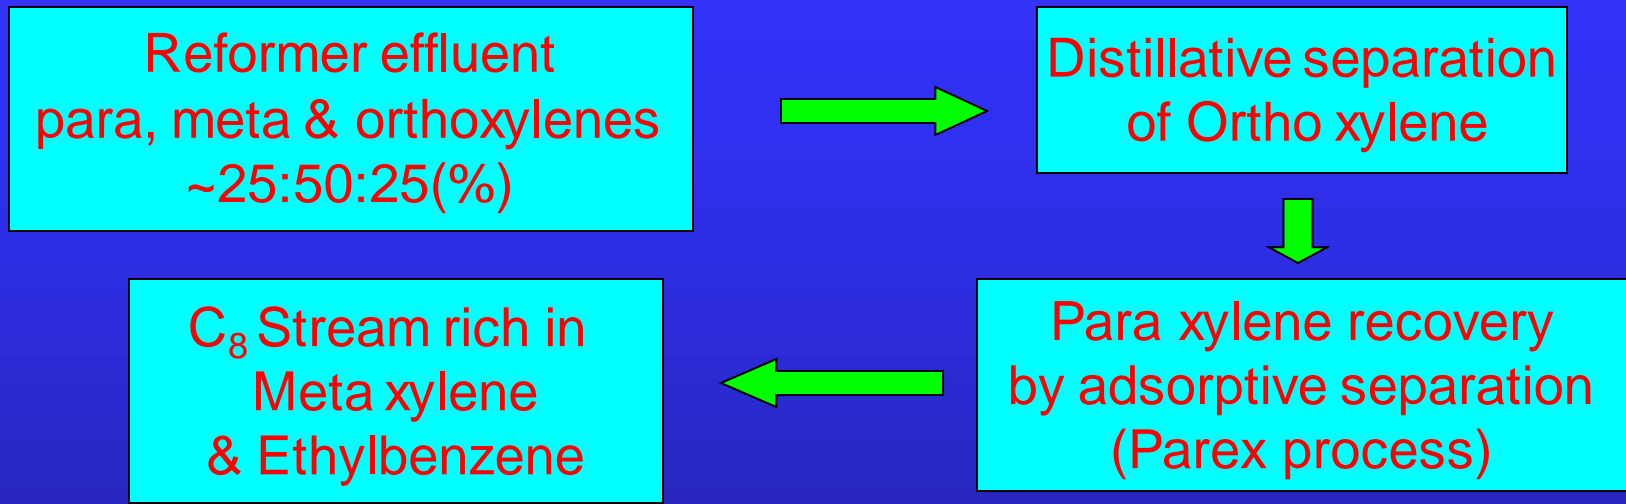 Reformer effluent
para, meta & orthoxylenes
~25:50:25(%)
Distillative separation
of Ortho xylene
Para xylene recovery
by adsorptive separation
(Parex process)
C₈ Stream rich in
Meta xylene
& Ethylbenzene